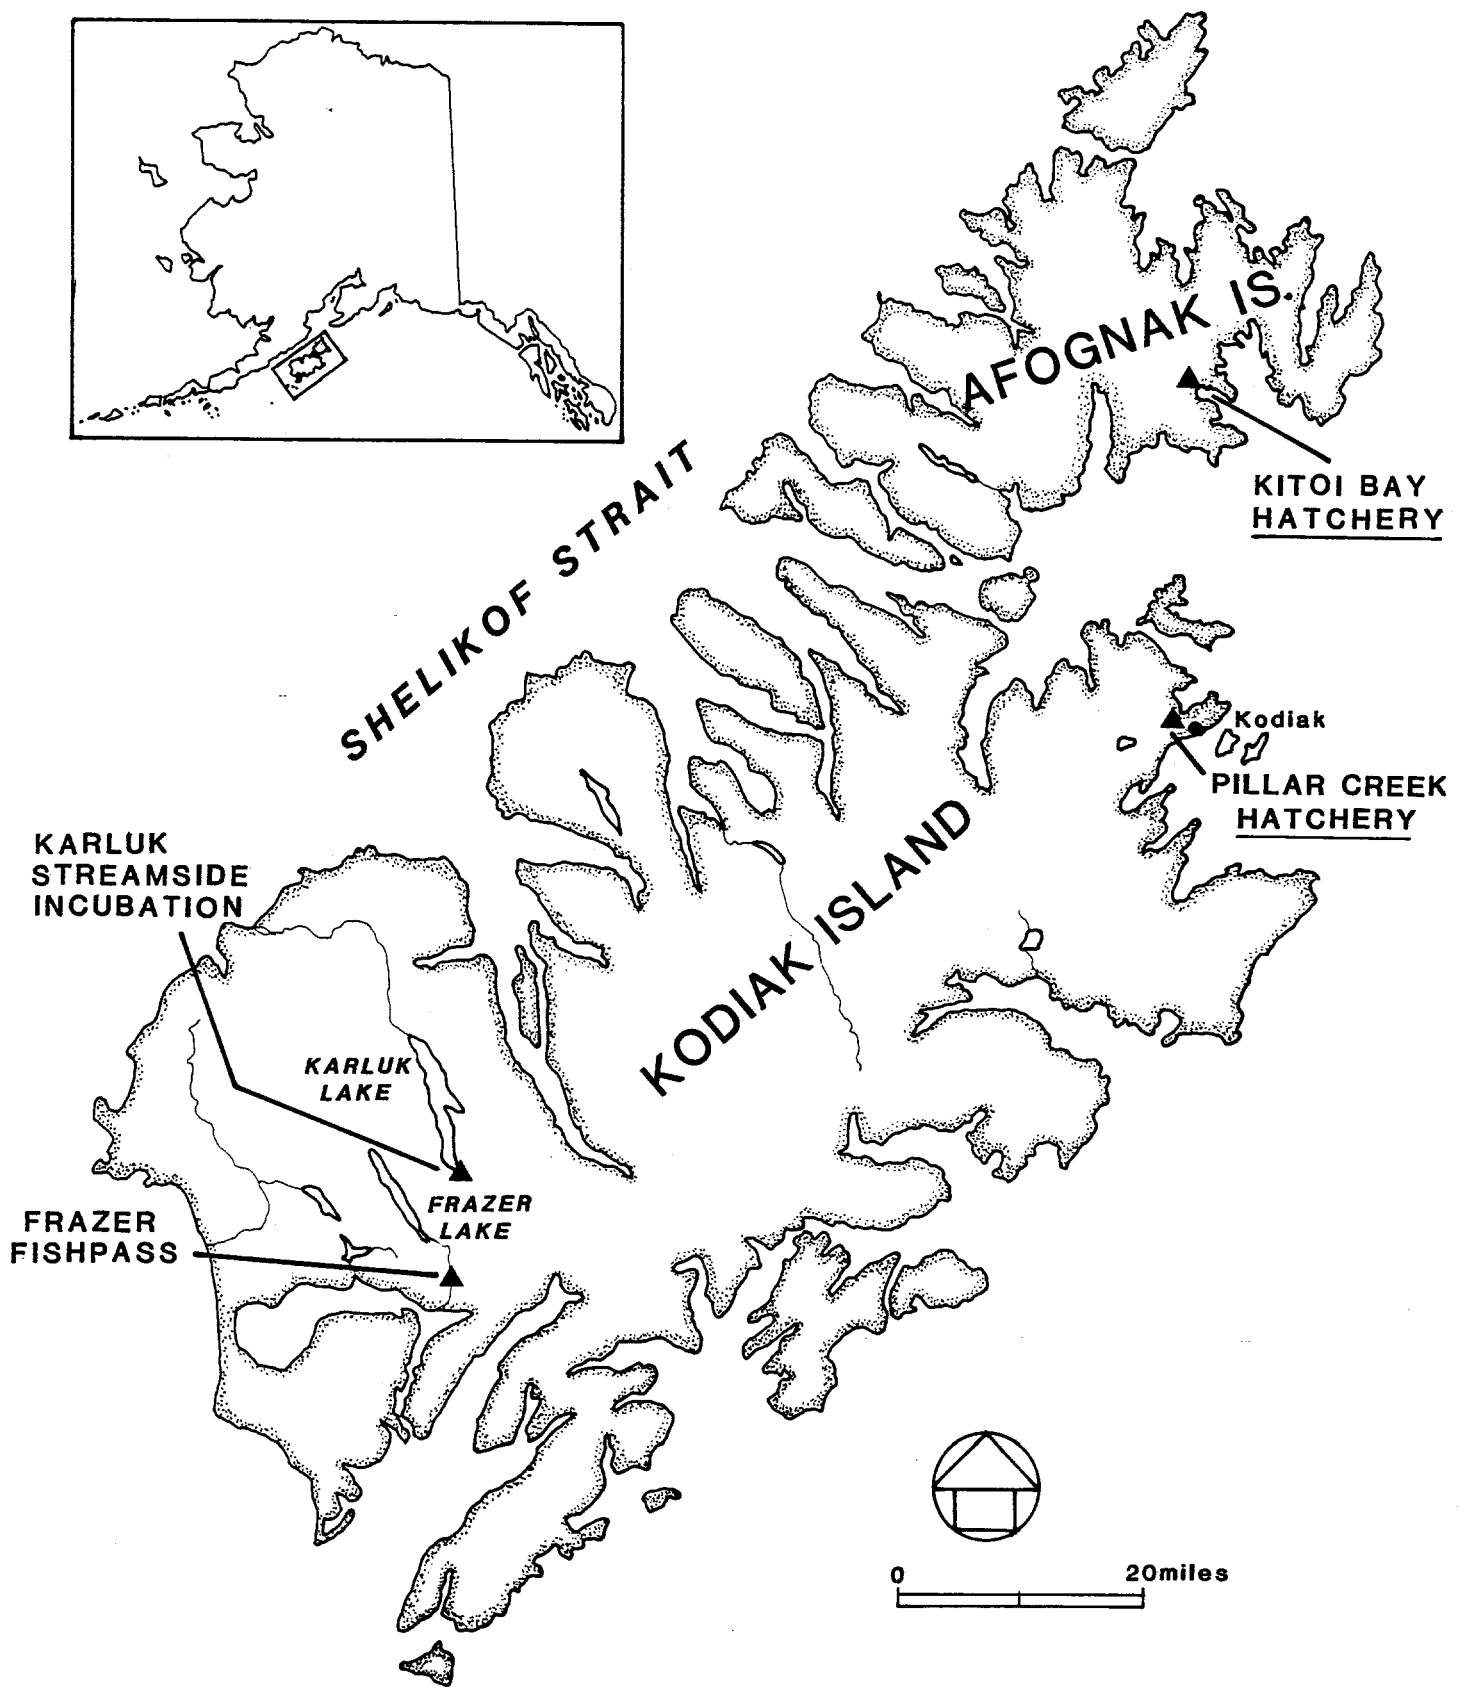 AFOGNAK IS.
SHELIKOF STRAIT
KITOI BAY
HATCHERY
Kodiak
PILLAR CREEK
HATCHERY
KARLUK
STREAMSIDE
INCUBATION
KODIAK ISLAND
KARLUK
LAKE
FRAZER
LAKE
FRAZER
FISHPASS
0 20miles